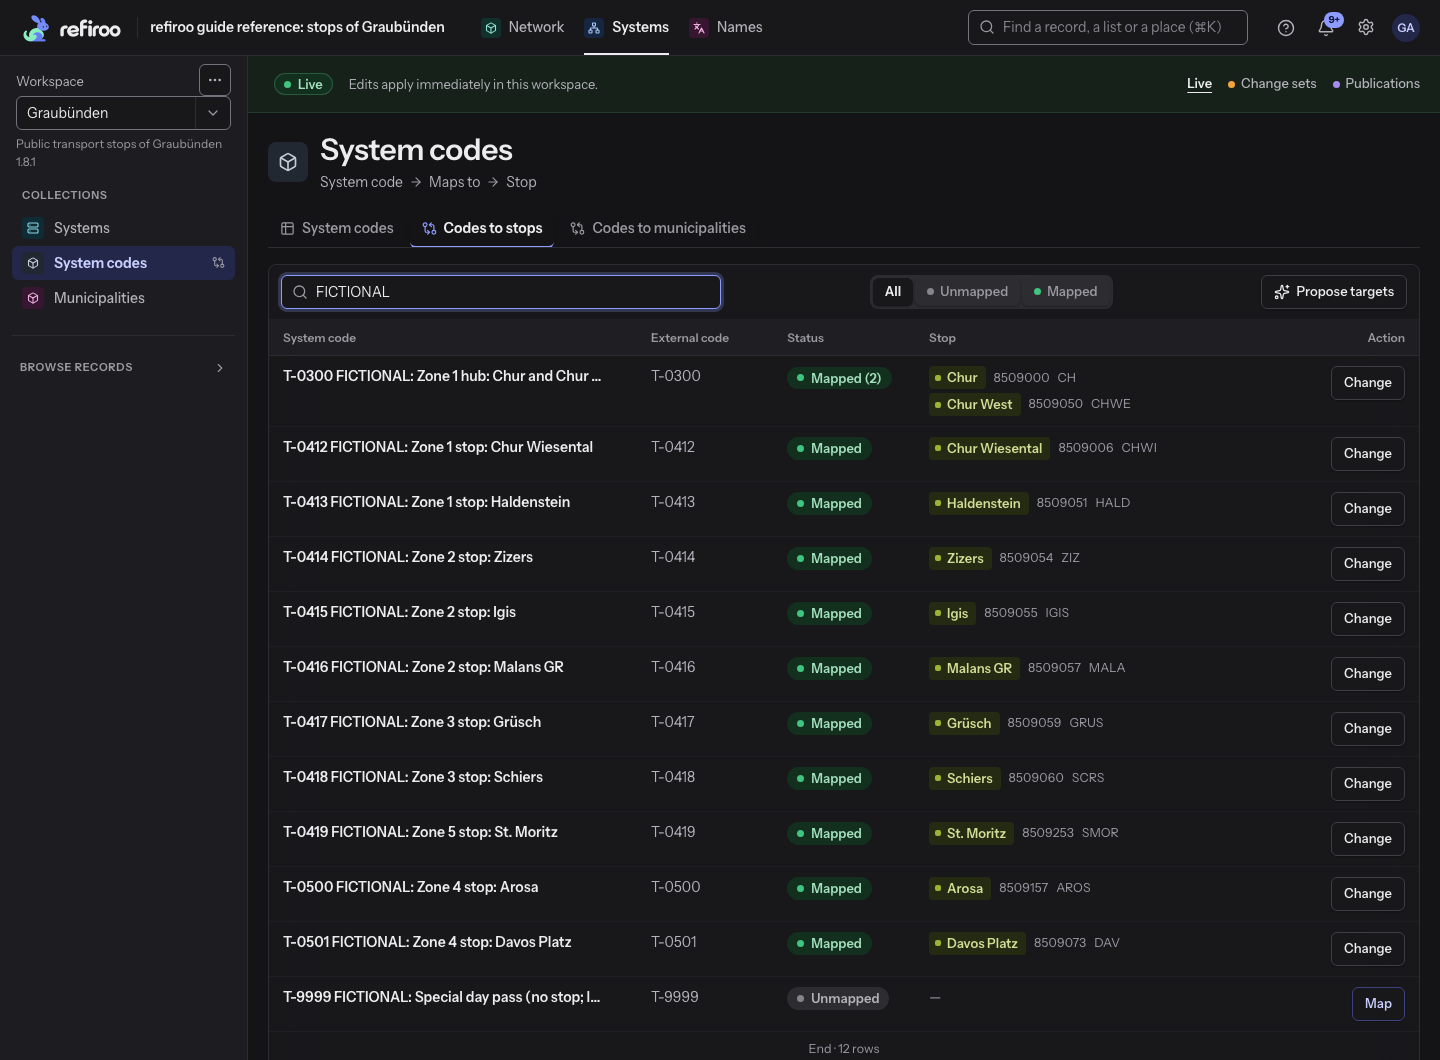 refiroo
refiroo guide reference: stops of Graubünden
Network
Systems
Names
Find a record, a list or a place (⌘K)
9+
GA
Workspace
Graubünden
Public transport stops of Graubünden
1.8.1
COLLECTIONS
Systems
System codes
Municipalities
BROWSE RECORDS
Live
Edits apply immediately in this workspace.
Live
Change sets
Publications
System codes
System code → Maps to → Stop
System codes
Codes to stops
Codes to municipalities
FICTIONAL
All
Unmapped
Mapped
Propose targets
System code External code Status Stop Action
T-0300 FICTIONAL: Zone 1 hub: Chur and Chur ... T-0300 Mapped (2) Chur 8509000 CH Change
Chur West 8509050 CHWE
T-0412 FICTIONAL: Zone 1 stop: Chur Wiesental T-0412 Mapped Chur Wiesental 8509006 CHWI Change
T-0413 FICTIONAL: Zone 1 stop: Haldenstein T-0413 Mapped Haldenstein 8509051 HALD Change
T-0414 FICTIONAL: Zone 2 stop: Zizers T-0414 Mapped Zizers 8509054 ZIZ Change
T-0415 FICTIONAL: Zone 2 stop: Igis T-0415 Mapped Igis 8509055 IGIS Change
T-0416 FICTIONAL: Zone 2 stop: Malans GR T-0416 Mapped Malans GR 8509057 MALA Change
T-0417 FICTIONAL: Zone 3 stop: Grüsch T-0417 Mapped Grüsch 8509059 GRUS Change
T-0418 FICTIONAL: Zone 3 stop: Schiers T-0418 Mapped Schiers 8509060 SCRS Change
T-0419 FICTIONAL: Zone 5 stop: St. Moritz T-0419 Mapped St. Moritz 8509253 SMOR Change
T-0500 FICTIONAL: Zone 4 stop: Arosa T-0500 Mapped Arosa 8509157 AROS Change
T-0501 FICTIONAL: Zone 4 stop: Davos Platz T-0501 Mapped Davos Platz 8509073 DAV Change
T-9999 FICTIONAL: Special day pass (no stop; l... T-9999 Unmapped — Map
End · 12 rows